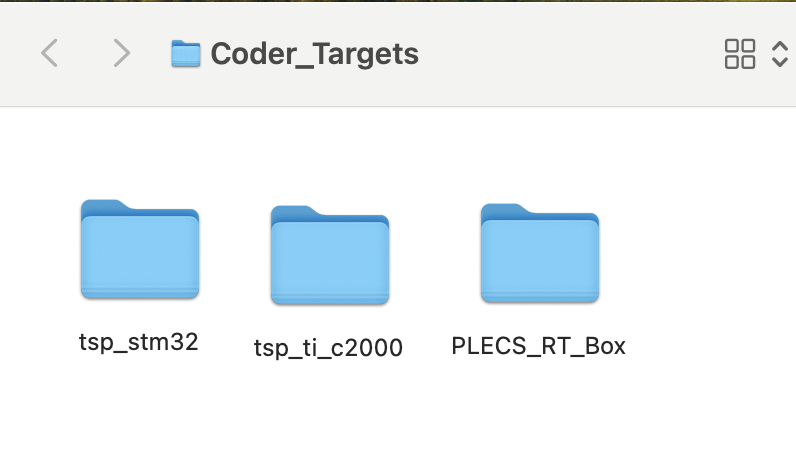 Coder_Targets
tsp_stm32
tsp_ti_c2000
PLECS_RT_Box